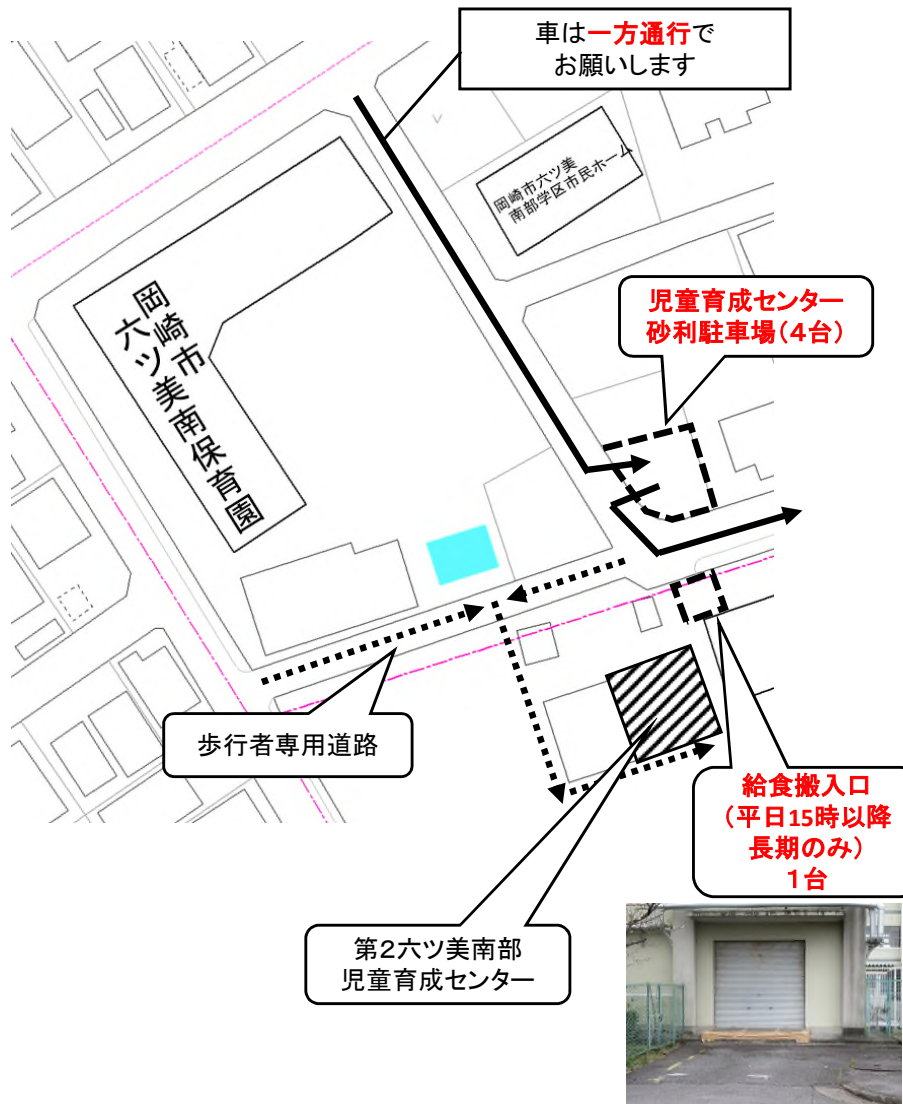 車は一方通行で
お願いします
岡崎市六ツ美
南部学区市民ホーム
児童育成センター
砂利駐車場(４台)
岡崎市
六ツ美南保育園
歩行者専用道路
給食搬入口
(平日15時以降
長期のみ)
１台
第２六ツ美南部
児童育成センター